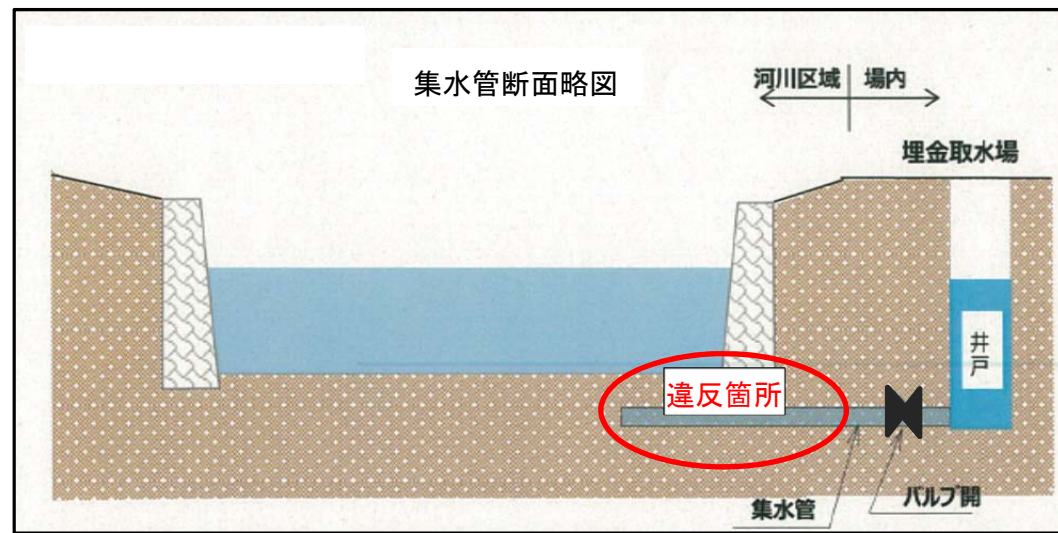 集水管断面略図
河川区域
場内
埋金取水場
井戸
違反箇所
集水管
バルブ開